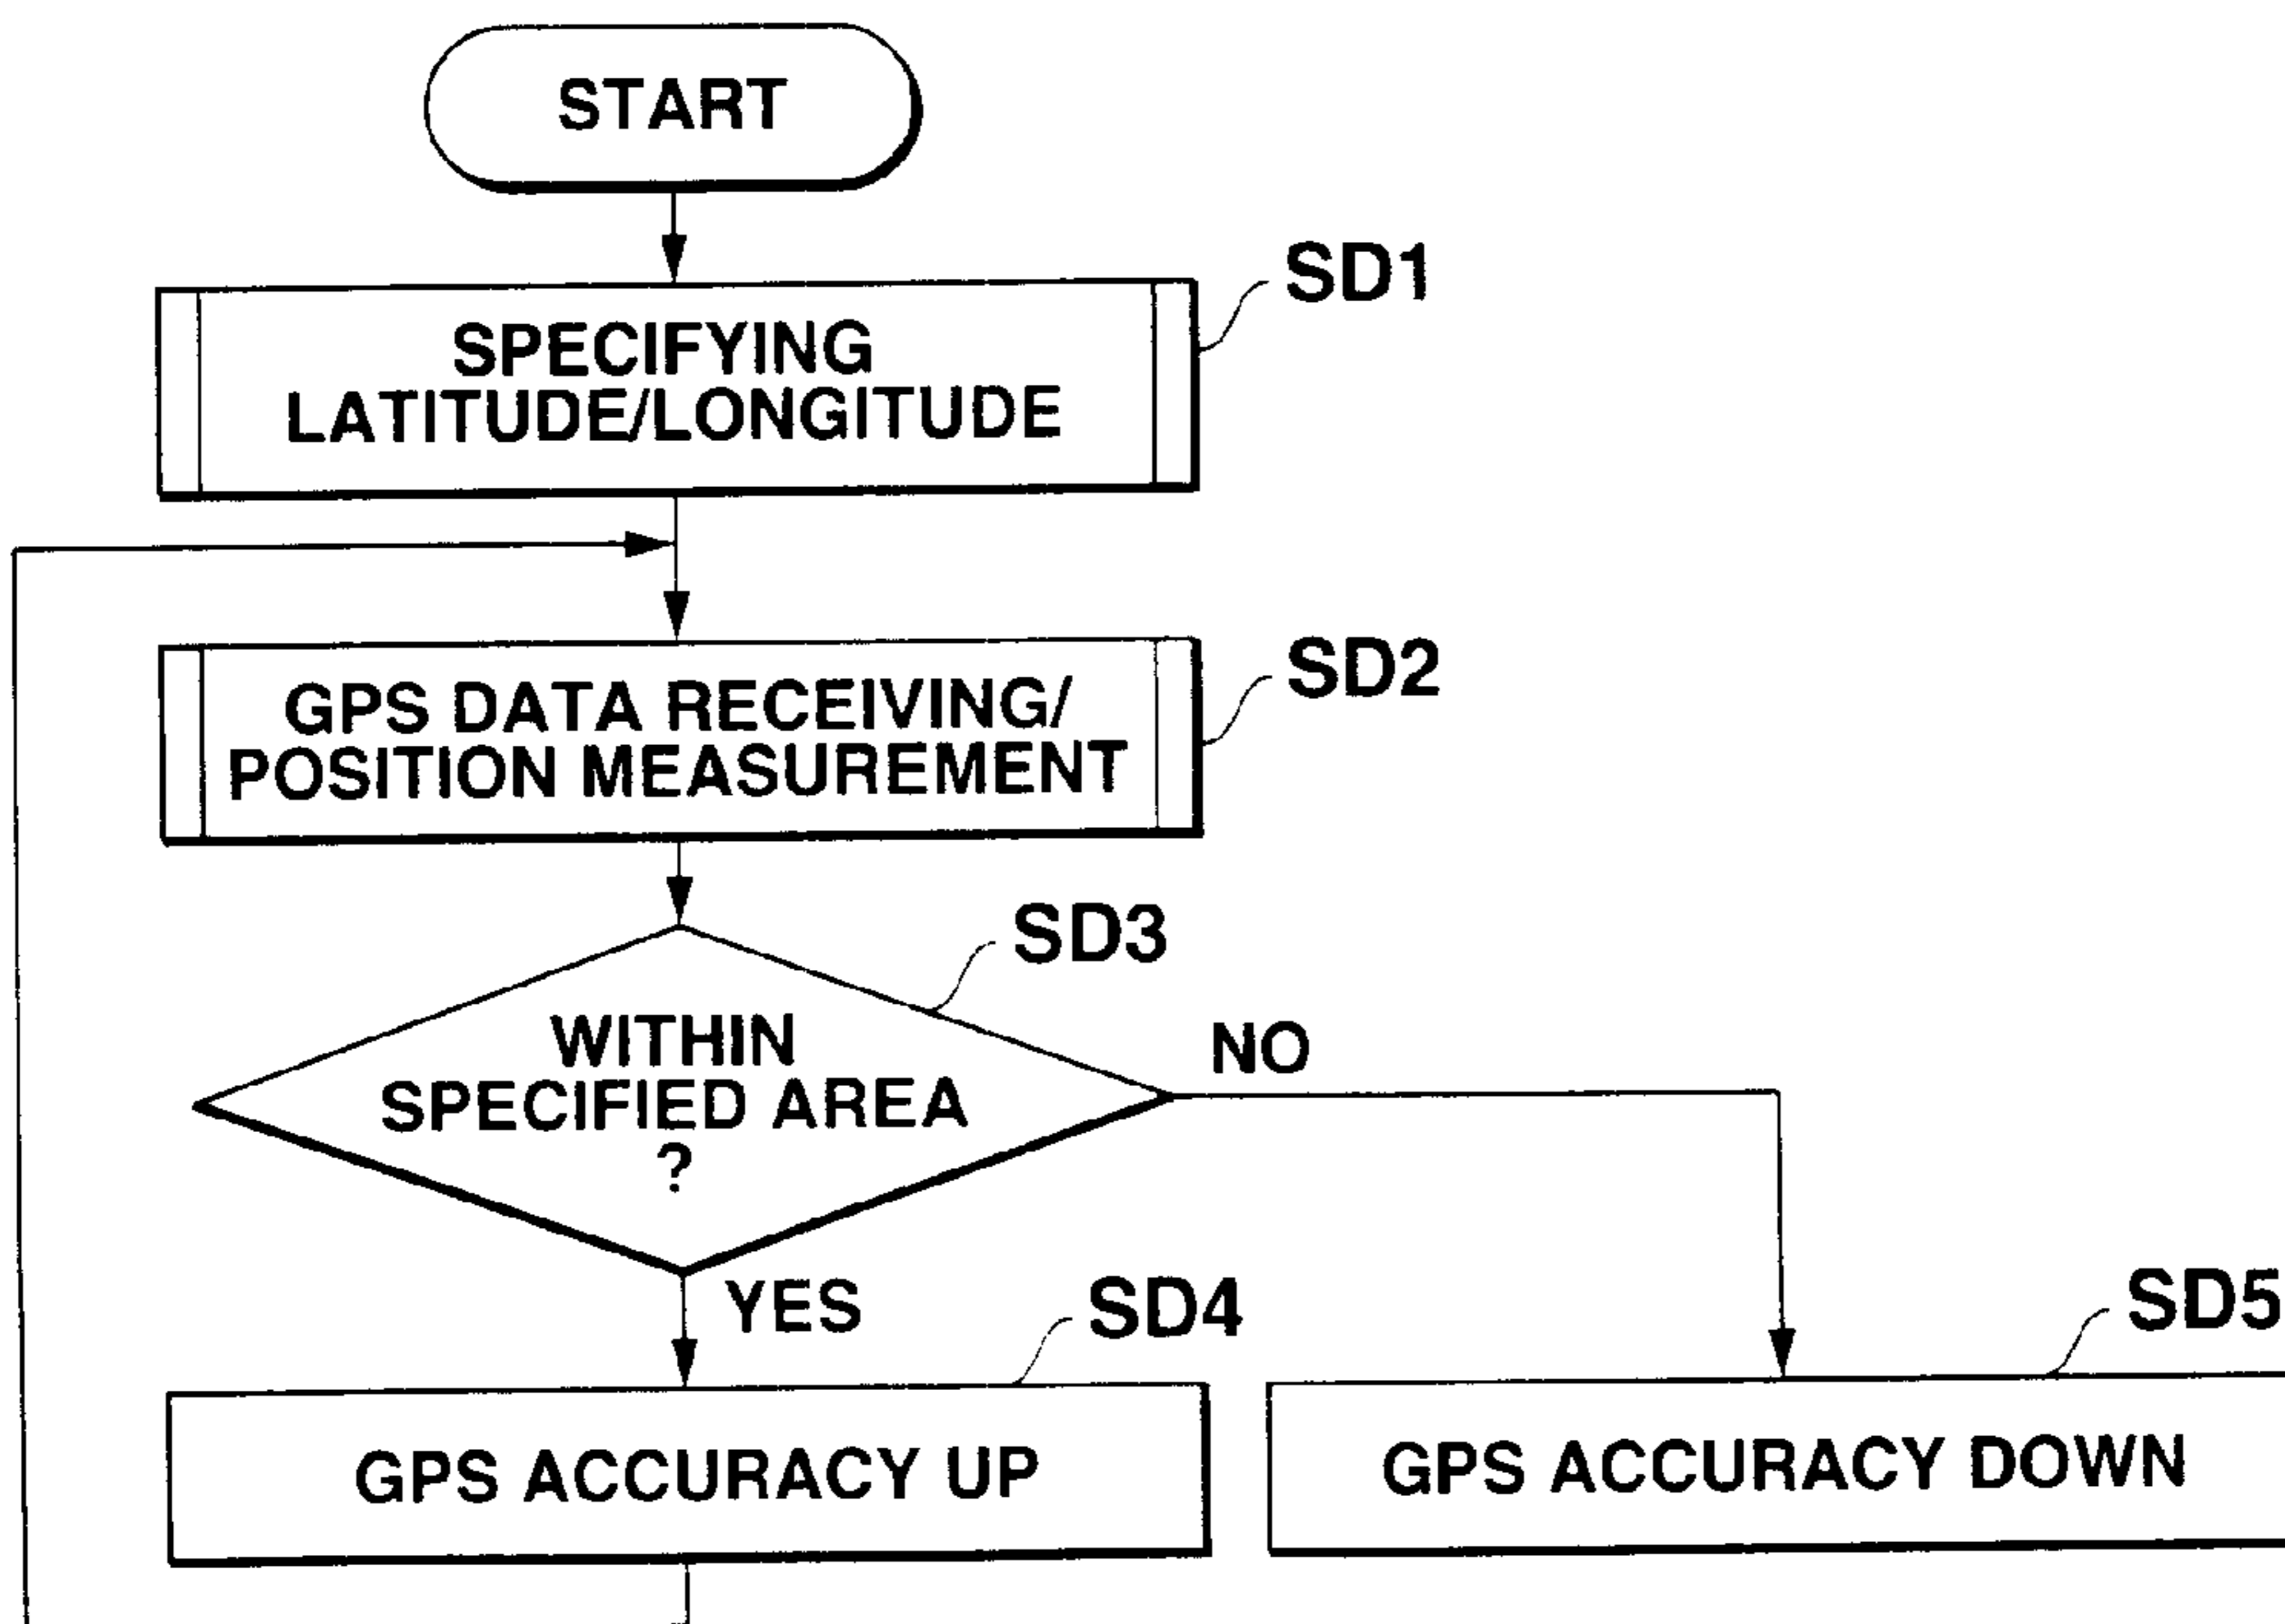 START
SD1
SPECIFYING
LATITUDE/LONGITUDE
SD2
GPS DATA RECEIVING/
POSITION MEASUREMENT
SD3
WITHIN
SPECIFIED AREA
?
NO
YES
SD4
SD5
GPS ACCURACY UP
GPS ACCURACY DOWN